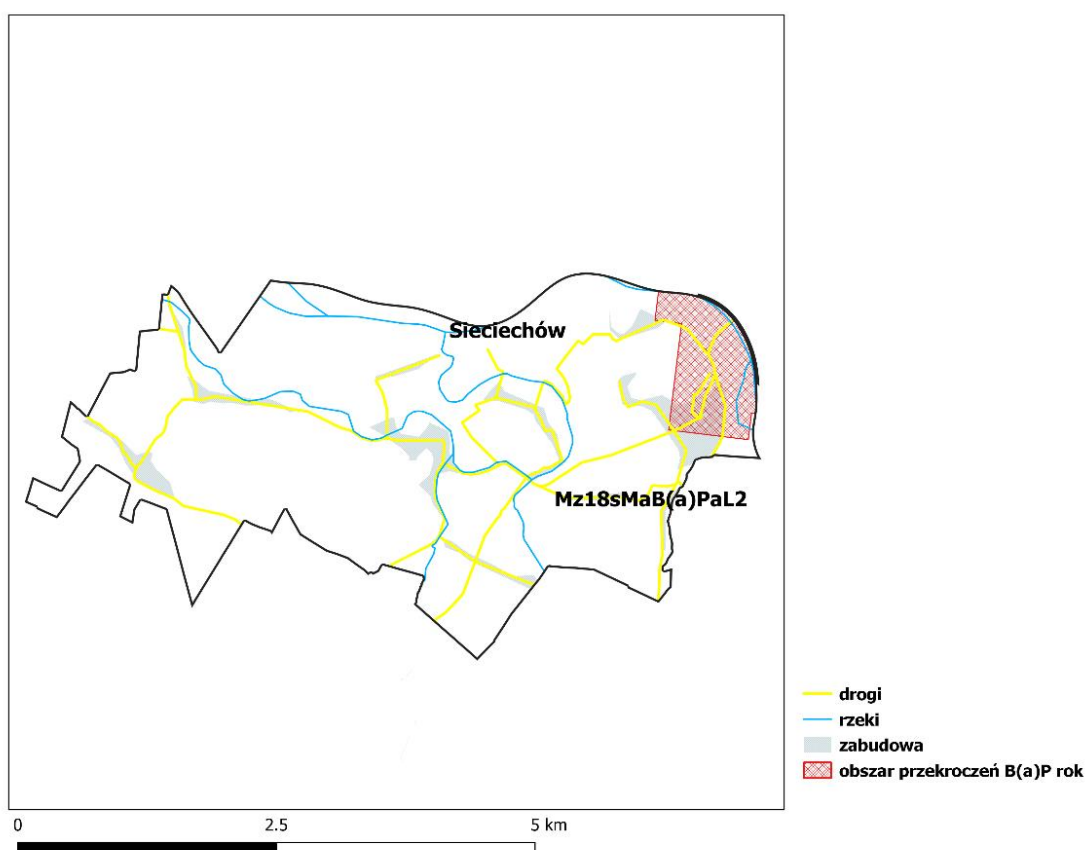 Sieciechów
Mz18sMaB(a)PaL2
drogi
rzeki
zabudowa
obszar przekroczeń B(a)P rok
0 2.5 5 km